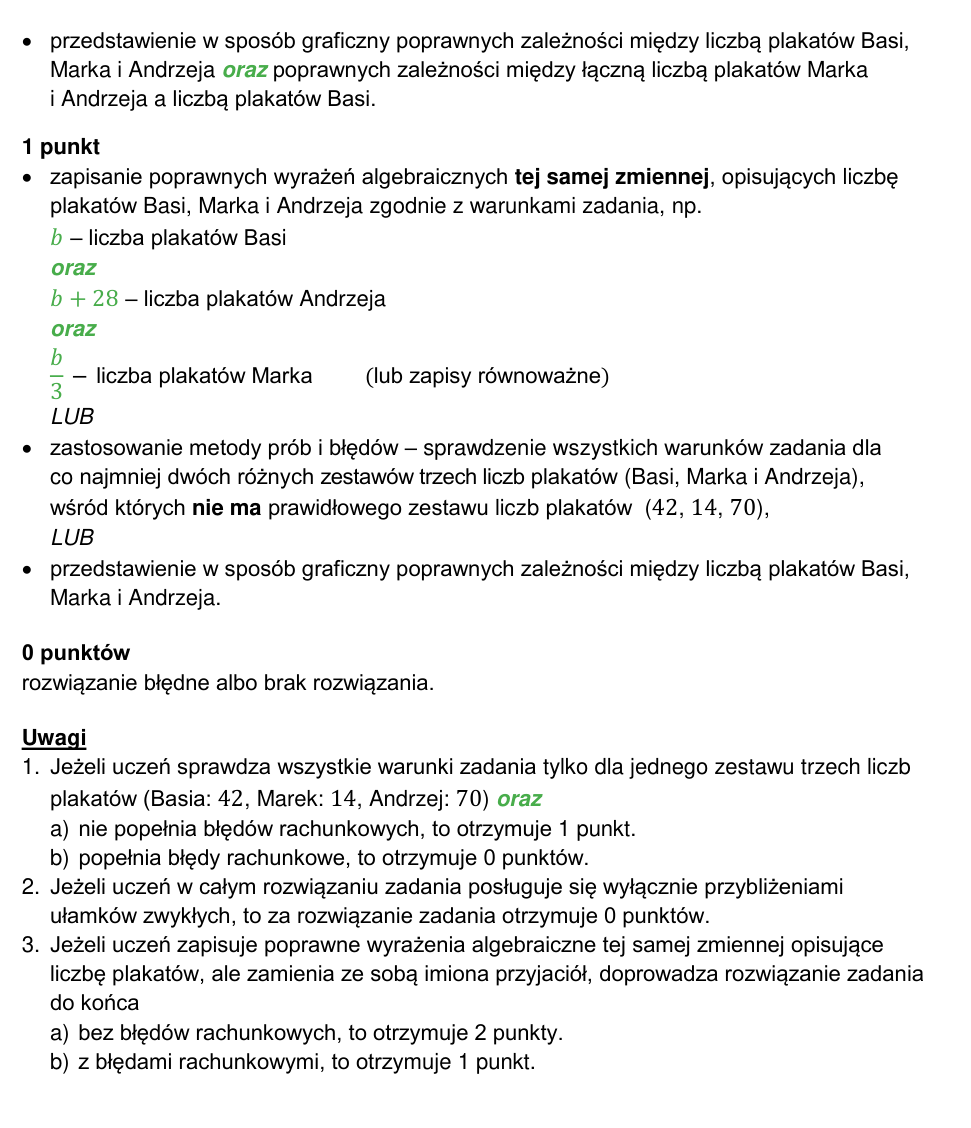 • przedstawienie w sposób graficzny poprawnych zależności między liczbą plakatów Basi,
Marka i Andrzeja oraz poprawnych zależności między łączną liczbą plakatów Marka
i Andrzeja a liczbą plakatów Basi.
1 punkt
• zapisanie poprawnych wyrażeń algebraicznych tej samej zmiennej, opisujących liczbę
plakatów Basi, Marka i Andrzeja zgodnie z warunkami zadania, np.
b – liczba plakatów Basi
oraz
b + 28 – liczba plakatów Andrzeja
oraz
b/3 – liczba plakatów Marka (lub zapisy równoważne)
LUB
• zastosowanie metody prób i błędów – sprawdzenie wszystkich warunków zadania dla
co najmniej dwóch różnych zestawów trzech liczb plakatów (Basi, Marka i Andrzeja),
wśród których nie ma prawidłowego zestawu liczb plakatów (42, 14, 70),
LUB
• przedstawienie w sposób graficzny poprawnych zależności między liczbą plakatów Basi,
Marka i Andrzeja.
0 punktów
rozwiązanie błędne albo brak rozwiązania.
Uwagi
1. Jeżeli uczeń sprawdza wszystkie warunki zadania tylko dla jednego zestawu trzech liczb
plakatów (Basia: 42, Marek: 14, Andrzej: 70) oraz
a) nie popełnia błędów rachunkowych, to otrzymuje 1 punkt.
b) popełnia błędy rachunkowe, to otrzymuje 0 punktów.
2. Jeżeli uczeń w całym rozwiązaniu zadania posługuje się wyłącznie przybliżeniami
ułamków zwykłych, to za rozwiązanie zadania otrzymuje 0 punktów.
3. Jeżeli uczeń zapisuje poprawne wyrażenia algebraiczne tej samej zmiennej opisujące
liczbę plakatów, ale zamienia ze sobą imiona przyjaciół, doprowadza rozwiązanie zadania
do końca
a) bez błędów rachunkowych, to otrzymuje 2 punkty.
b) z błędami rachunkowymi, to otrzymuje 1 punkt.